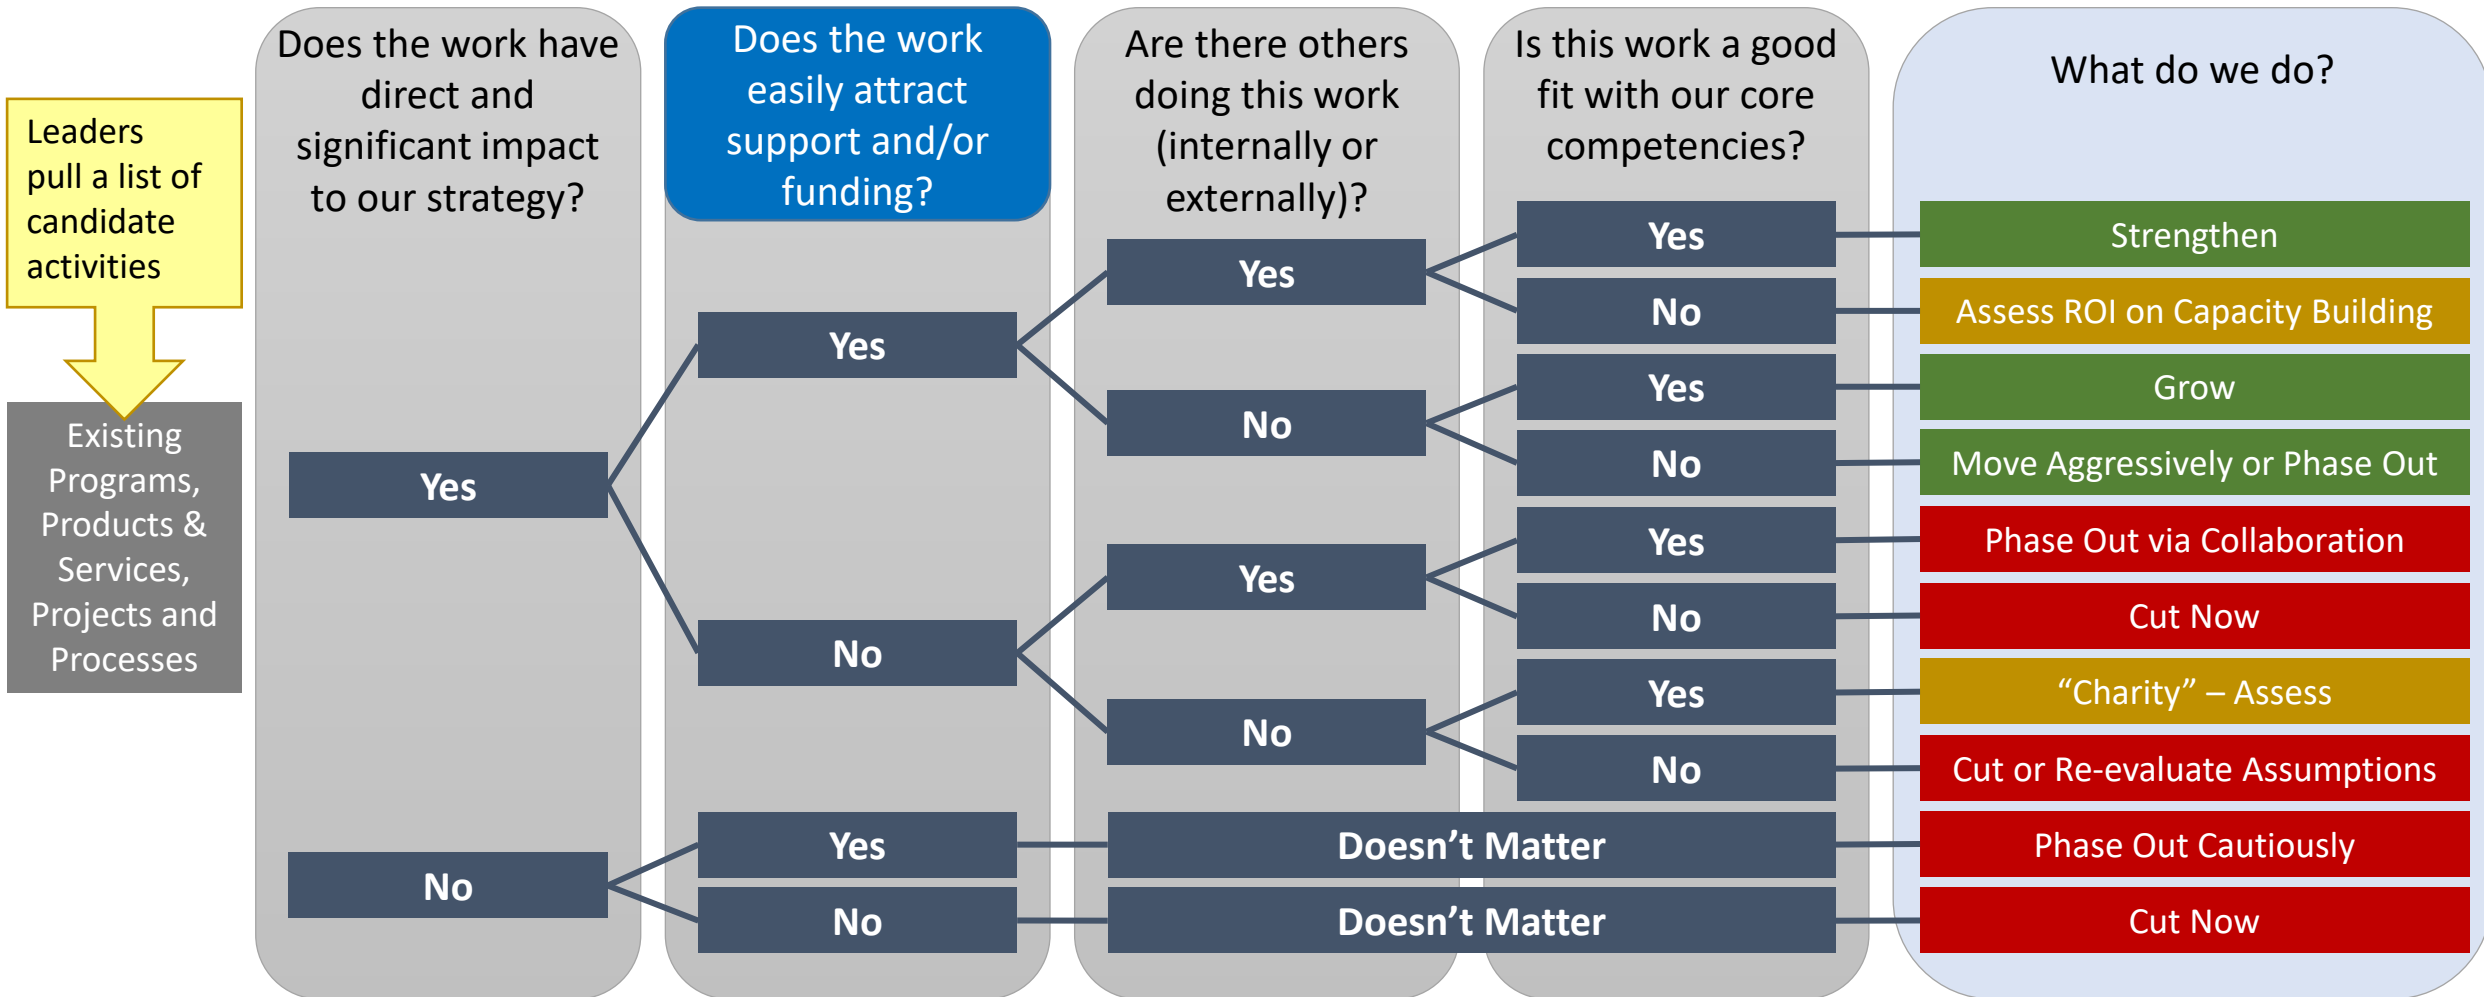 Leaders
pull a list of
candidate
activities
Existing
Programs,
Products &
Services,
Projects and
Processes
Does the work have
direct and
significant impact
to our strategy?
Yes
No
Does the work
easily attract
support and/or
funding?
Yes
No
Yes
No
Are there others
doing this work
(internally or
externally)?
Yes
No
Yes
No
Doesn’t Matter
Doesn’t Matter
Is this work a good
fit with our core
competencies?
Yes
No
Yes
No
Yes
No
Yes
No
What do we do?
Strengthen
Assess ROI on Capacity Building
Grow
Move Aggressively or Phase Out
Phase Out via Collaboration
Cut Now
“Charity” – Assess
Cut or Re-evaluate Assumptions
Phase Out Cautiously
Cut Now